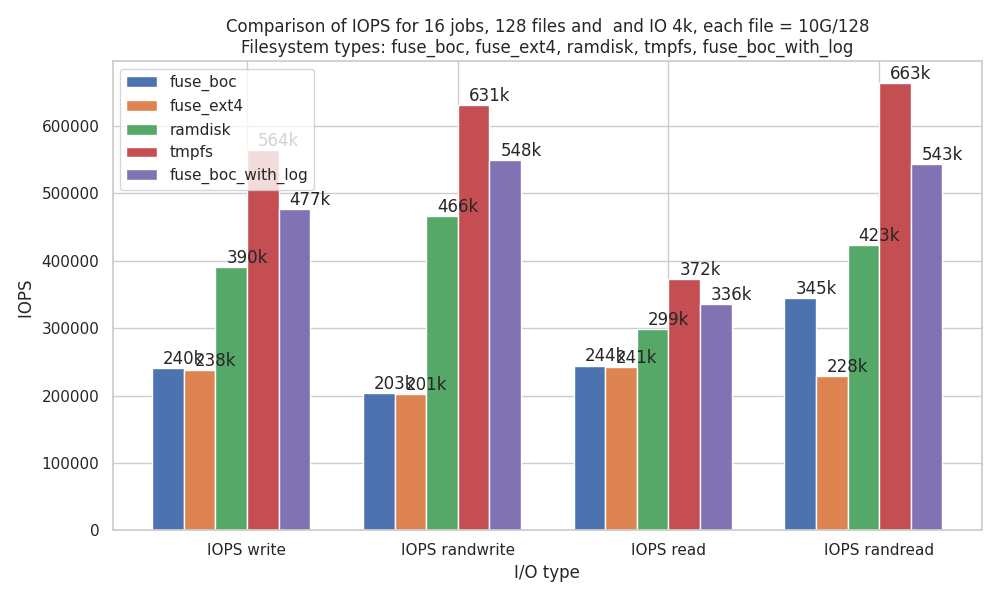 Comparison of IOPS for 16 jobs, 128 files and  and IO 4k, each file = 10G/128
Filesystem types: fuse_boc, fuse_ext4, ramdisk, tmpfs, fuse_boc_with_log
fuse_boc
fuse_ext4
ramdisk
tmpfs
fuse_boc_with_log
IOPS
600000
500000
400000
300000
200000
100000
0
240k
238k
390k
564k
477k
203k
201k
466k
631k
548k
244k
241k
299k
372k
336k
345k
228k
423k
663k
543k
IOPS write
IOPS randwrite
IOPS read
IOPS randread
I/O type